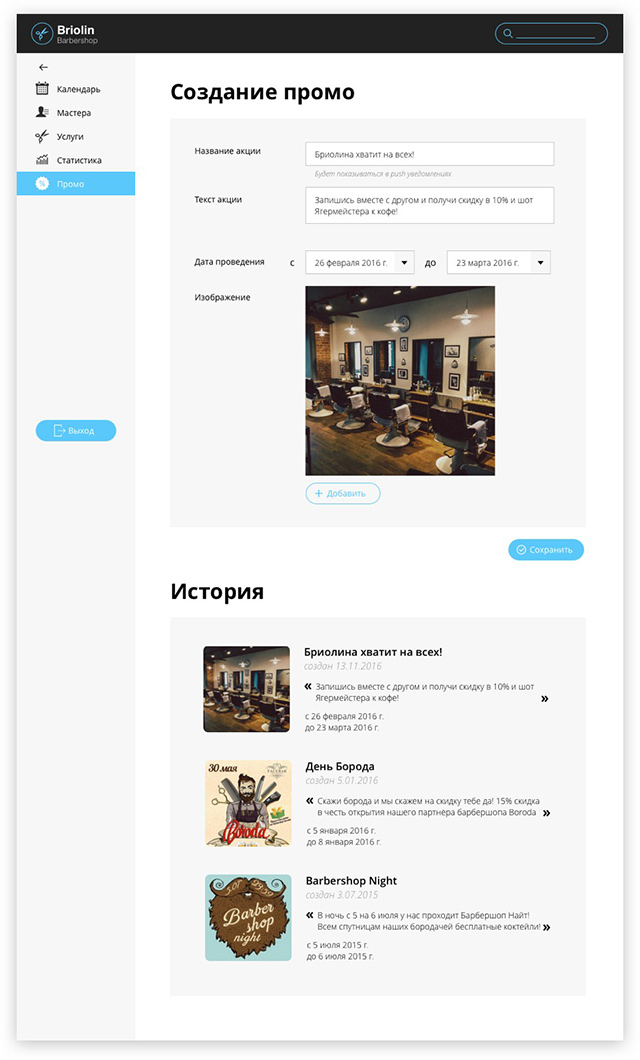 Briolin
Barbershop
Календарь
Мастера
Услуги
Статистика
Промо
Выход
Создание промо
Название акции
Бриолина хватит на всех!
Будет показываться в push уведомлениях
Текст акции
Запишись вместе с другом и получи скидку в 10% и шот
Ягермейстера к кофе!
Дата проведения с 26 февраля 2016 г. до 23 марта 2016 г.
Изображение
+ Добавить
Сохранить
История
Бриолина хватит на всех!
создан 13.11.2016
« Запишись вместе с другом и получи скидку в 10% и шот
Ягермейстера к кофе! »
с 26 февраля 2016 г.
до 23 марта 2016 г.
30 мая
Boroda
День Борода
создан 5.01.2016
« Скажи борода и мы скажем на скидку тебе да! 15% скидка
в честь открытия нашего партнера барбершопа Boroda »
с 5 января 2016 г.
до 8 января 2016 г.
Barber
shop
night
Barbershop Night
создан 3.07.2015
« В ночь с 5 на 6 июля у нас проходит Барбершоп Найт!
Всем спутницам наших бородачей бесплатные коктейли! »
с 5 июля 2015 г.
до 6 июля 2015 г.